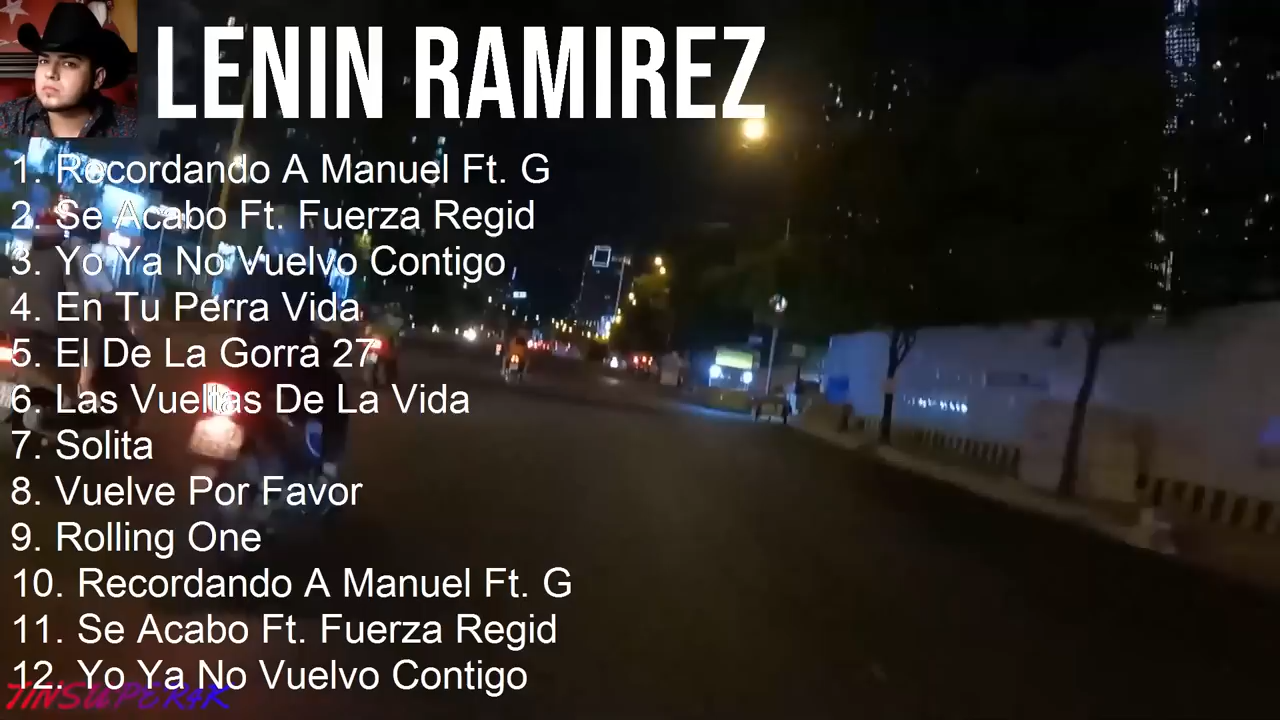 LENIN RAMIREZ
1. Recordando A Manuel Ft. G
2. Se Acabo Ft. Fuerza Regid
3. Yo Ya No Vuelvo Contigo
4. En Tu Perra Vida
5. El De La Gorra 27
6. Las Vueltas De La Vida
7. Solita
8. Vuelve Por Favor
9. Rolling One
10. Recordando A Manuel Ft. G
11. Se Acabo Ft. Fuerza Regid
12. Yo Ya No Vuelvo Contigo
7INSUPER4K